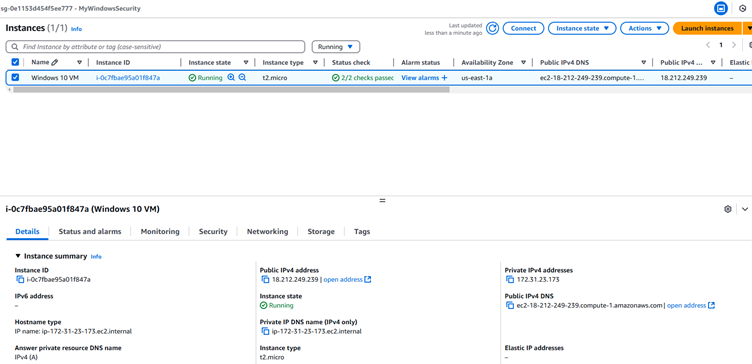 sg-0e1153d454f5ee777 - MyWindowsSecurity
Instances (1/1) Info
Last updated
less than a minute ago
Connect
Instance state
Actions
Launch instances
Find Instance by attribute or tag (case-sensitive)
Running
1
Name
Instance ID
Instance state
Instance type
Status check
Alarm status
Availability Zone
Public IPv4 DNS
Public IPv4 ...
Elastic
Windows 10 VM
i-0c7fbae95a01f847a
Running
t2.micro
2/2 checks passec
View alarms +
us-east-1a
ec2-18-212-249-239.compute-1....
18.212.249.239
–
i-0c7fbae95a01f847a (Windows 10 VM)
Details
Status and alarms
Monitoring
Security
Networking
Storage
Tags
Instance summary Info
Instance ID
i-0c7fbae95a01f847a
Public IPv4 address
18.212.249.239 | open address
Private IPv4 addresses
172.31.23.173
IPv6 address
–
Instance state
Running
Public IPv4 DNS
ec2-18-212-249-239.compute-1.amazonaws.com | open address
Hostname type
IP name: ip-172-31-23-173.ec2.internal
Private IP DNS name (IPv4 only)
ip-172-31-23-173.ec2.internal
Answer private resource DNS name
IPv4 (A)
Instance type
t2.micro
Elastic IP addresses
–